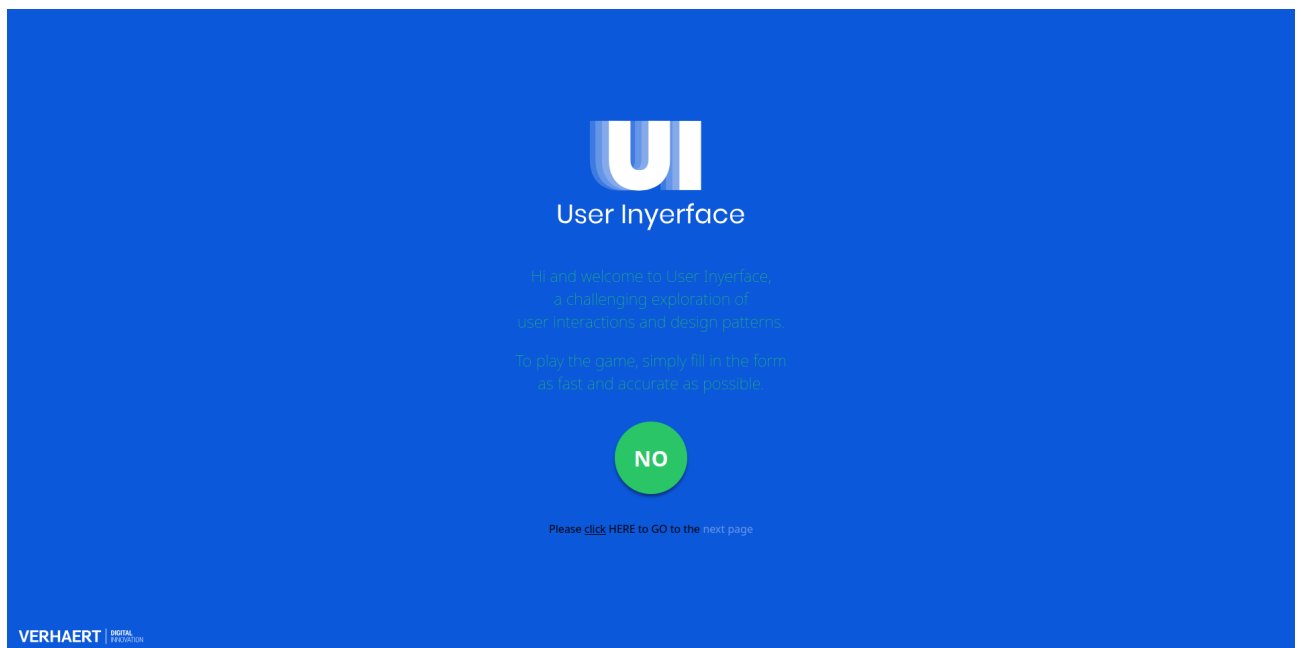 UI
User Inyerface
Hi and welcome to User Inyerface,
a challenging exploration of
user interactions and design patterns.
To play the game, simply fill in the form
as fast and accurate as possible.
NO
Please click HERE to GO to the next page
VERHAERT DIGITAL
INNOVATION